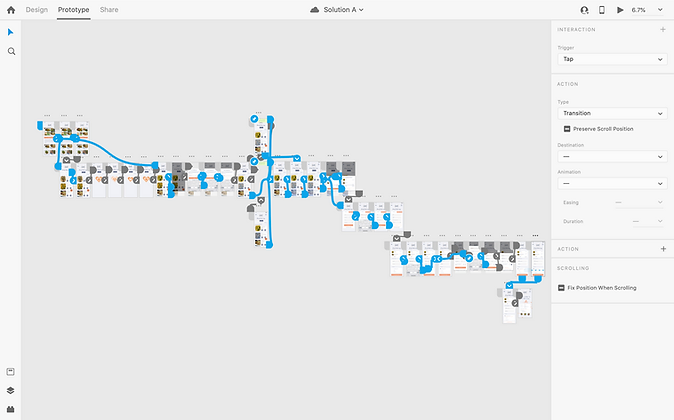 Design Prototype Share
Solution A
6.7%
INTERACTION
Trigger
Tap
ACTION
Type
Transition
Preserve Scroll Position
Destination
—
Animation
—
Easing —
Duration —
ACTION
SCROLLING
Fix Position When Scrolling